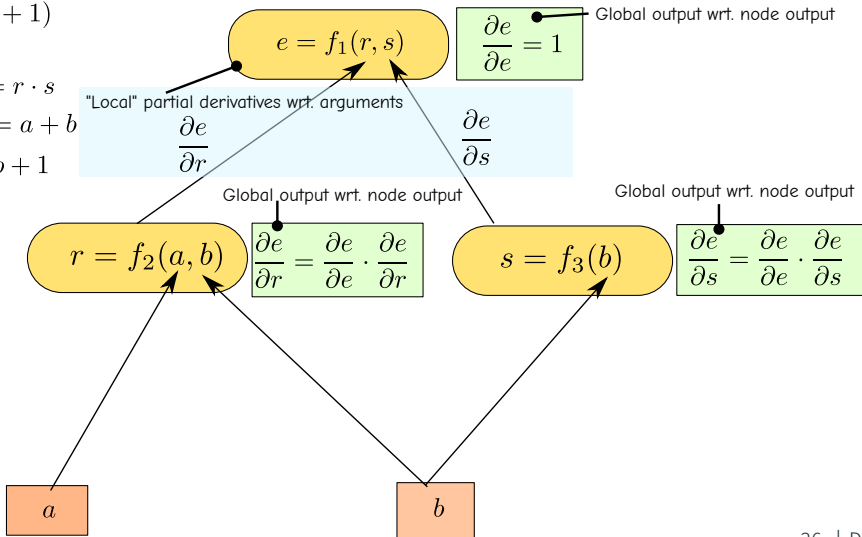 + 1)
= r · s
= a + b
b + 1
e = f₁(r, s)
∂e/∂e = 1
Global output wrt. node output
"Local" partial derivatives wrt. arguments
∂e/∂r
∂e/∂s
Global output wrt. node output
Global output wrt. node output
r = f₂(a, b)
∂e/∂r = ∂e/∂e · ∂e/∂r
s = f₃(b)
∂e/∂s = ∂e/∂e · ∂e/∂s
a
b